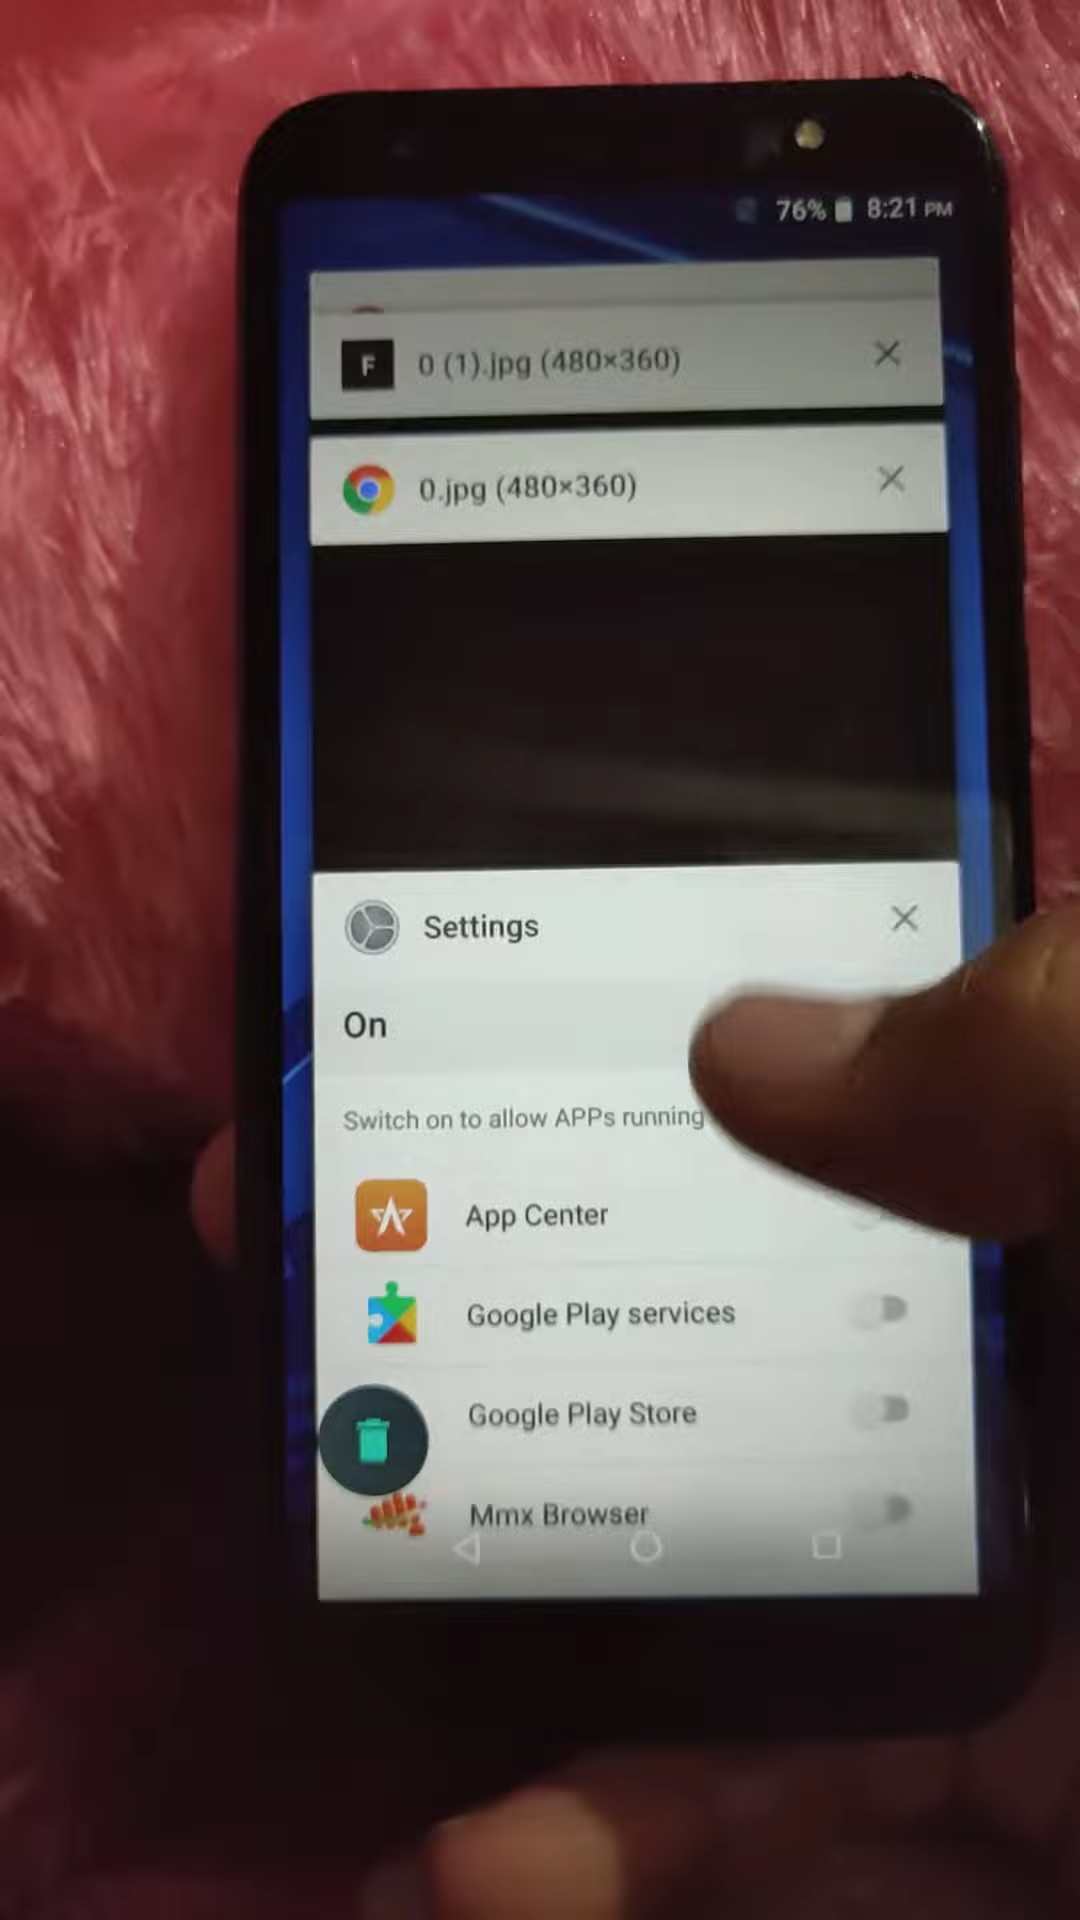 76% 8:21 PM
F 0 (1).jpg (480×360)
0.jpg (480×360)
Settings
On
Switch on to allow APPs running
App Center
Google Play services
Google Play Store
Mmx Browser